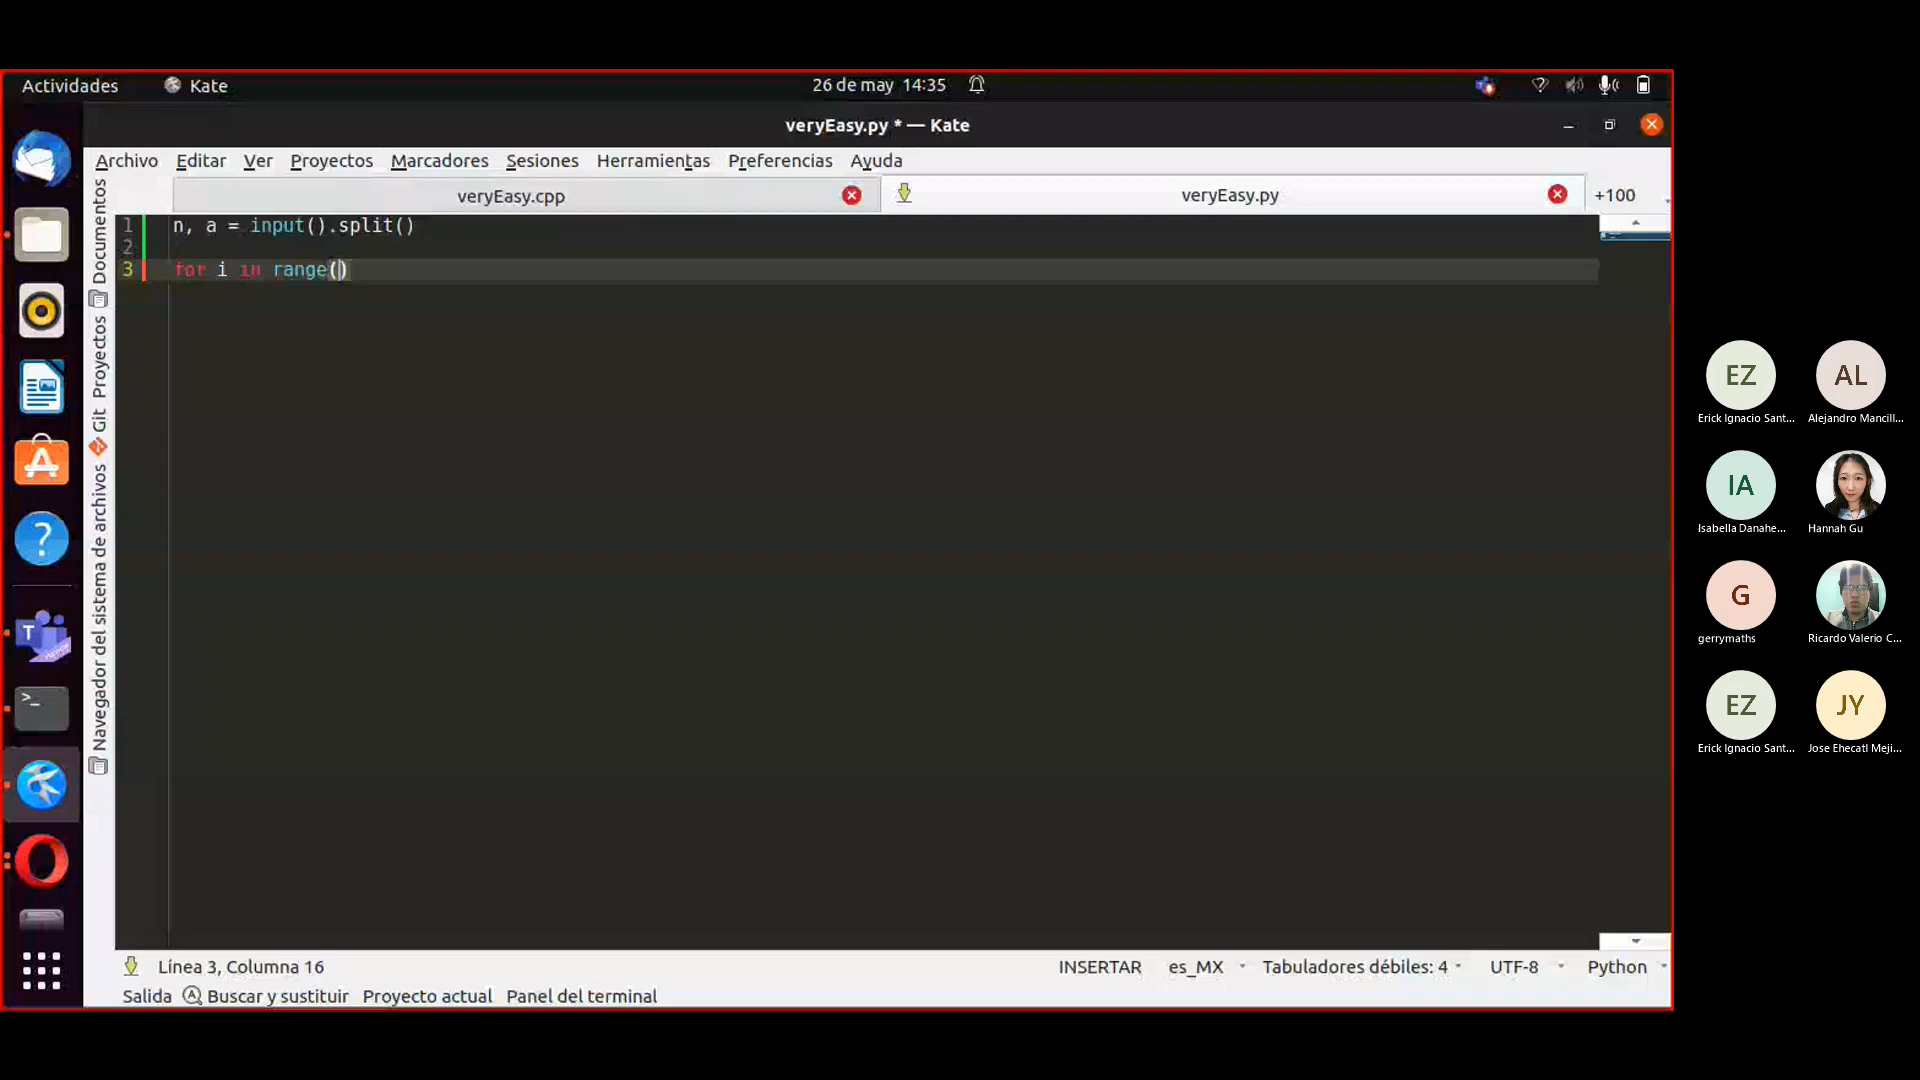 Actividades
Kate
26 de may 14:35
veryEasy.py * — Kate
Archivo Editar Ver Proyectos Marcadores Sesiones Herramientas Preferencias Ayuda
veryEasy.cpp
veryEasy.py
+100
Documentos
Proyectos
Git
Navegador del sistema de archivos
1 n, a = input().split()
2
3 for i in range()
Línea 3, Columna 16
INSERTAR
es_MX
Tabuladores débiles: 4
UTF-8
Python
Salida
Buscar y sustituir
Proyecto actual
Panel del terminal
EZ
Erick Ignacio Sant...
AL
Alejandro Mancill...
IA
Isabella Danahe...
Hannah Gu
G
gerrymaths
Ricardo Valerio C...
EZ
Erick Ignacio Sant...
JY
Jose Ehecatl Meji...